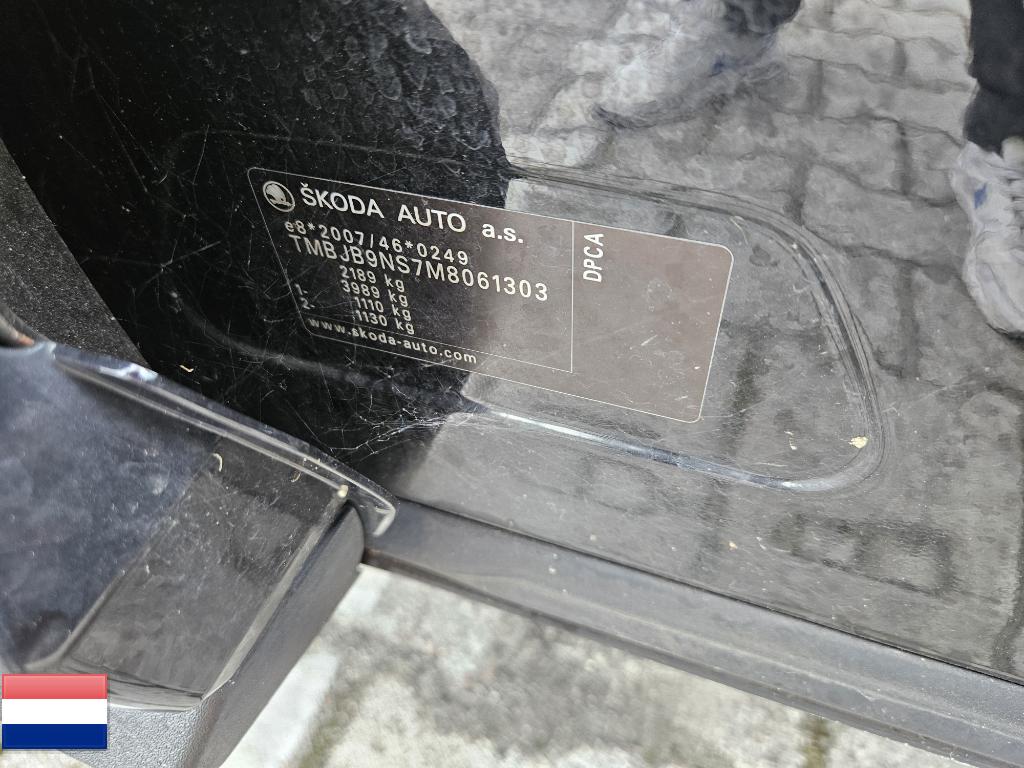 ŠKODA AUTO a.s.
e8*2007/46*0249
TMBJB9NS7M8061303
2189 kg
3989 kg
1- 1110 kg
2- 1130 kg
www.skoda-auto.com
DPCA